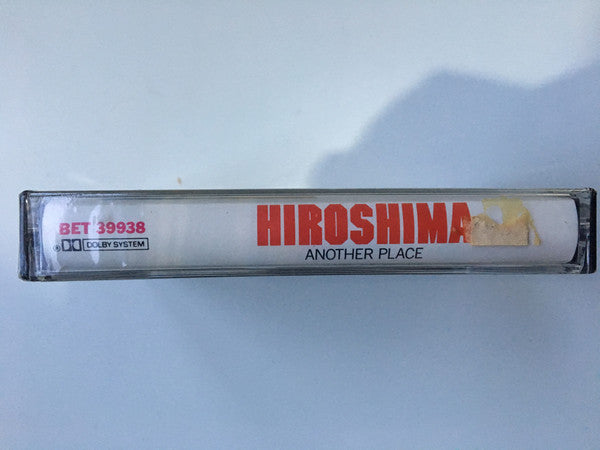 BET 39938
DOLBY SYSTEM
HIROSHIMA
ANOTHER PLACE